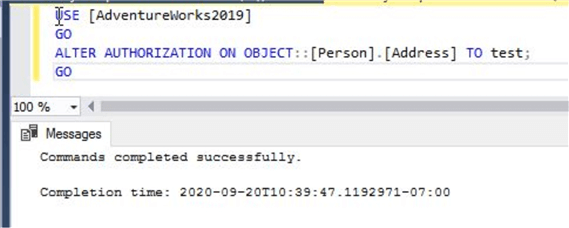 USE [AdventureWorks2019]
GO
ALTER AUTHORIZATION ON OBJECT::[Person].[Address] TO test;
GO
100 %
Messages
Commands completed successfully.
Completion time: 2020-09-20T10:39:47.1192971-07:00